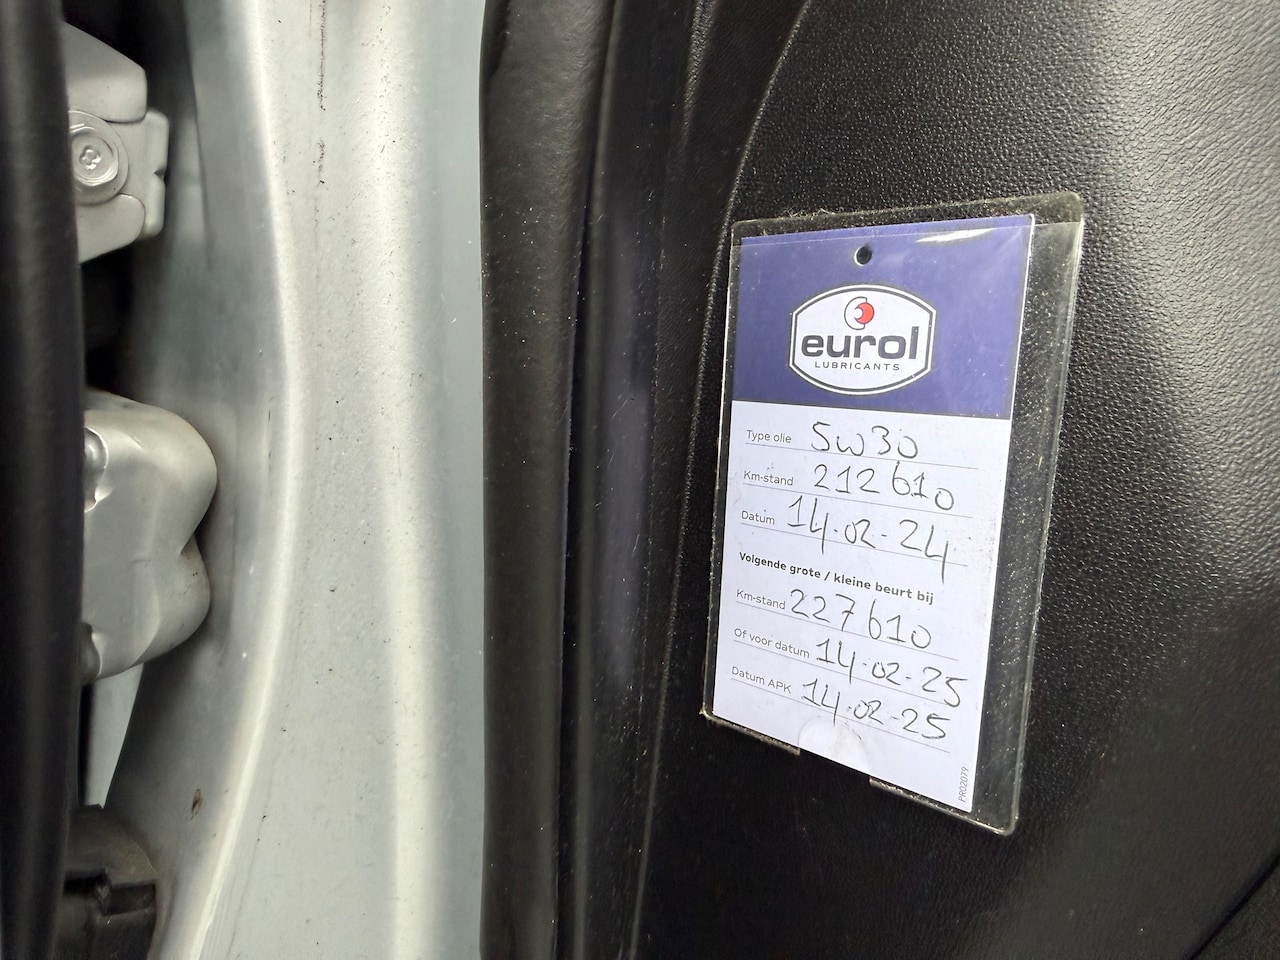 eurol
LUBRICANTS
Type olie 5w30
Km-stand 212610
Datum 14-02-24
Volgende grote / kleine beurt bij
Km-stand 227610
Of voor datum 14-02-25
Datum APK 14-02-25
PR02079